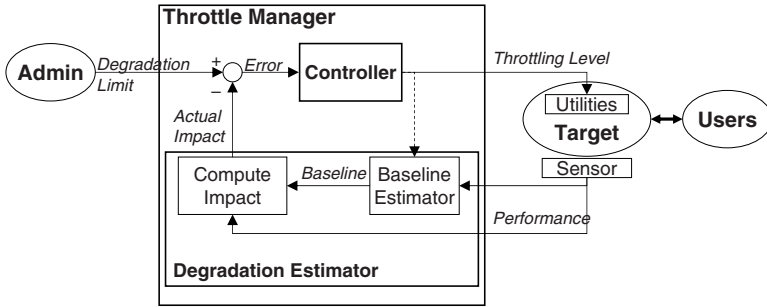 Throttle Manager
Admin
Degradation
Limit
+
−
Error
Controller
Throttling Level
Utilities
Target
Users
Sensor
Actual
Impact
Compute
Impact
Baseline
Baseline
Estimator
Performance
Degradation Estimator